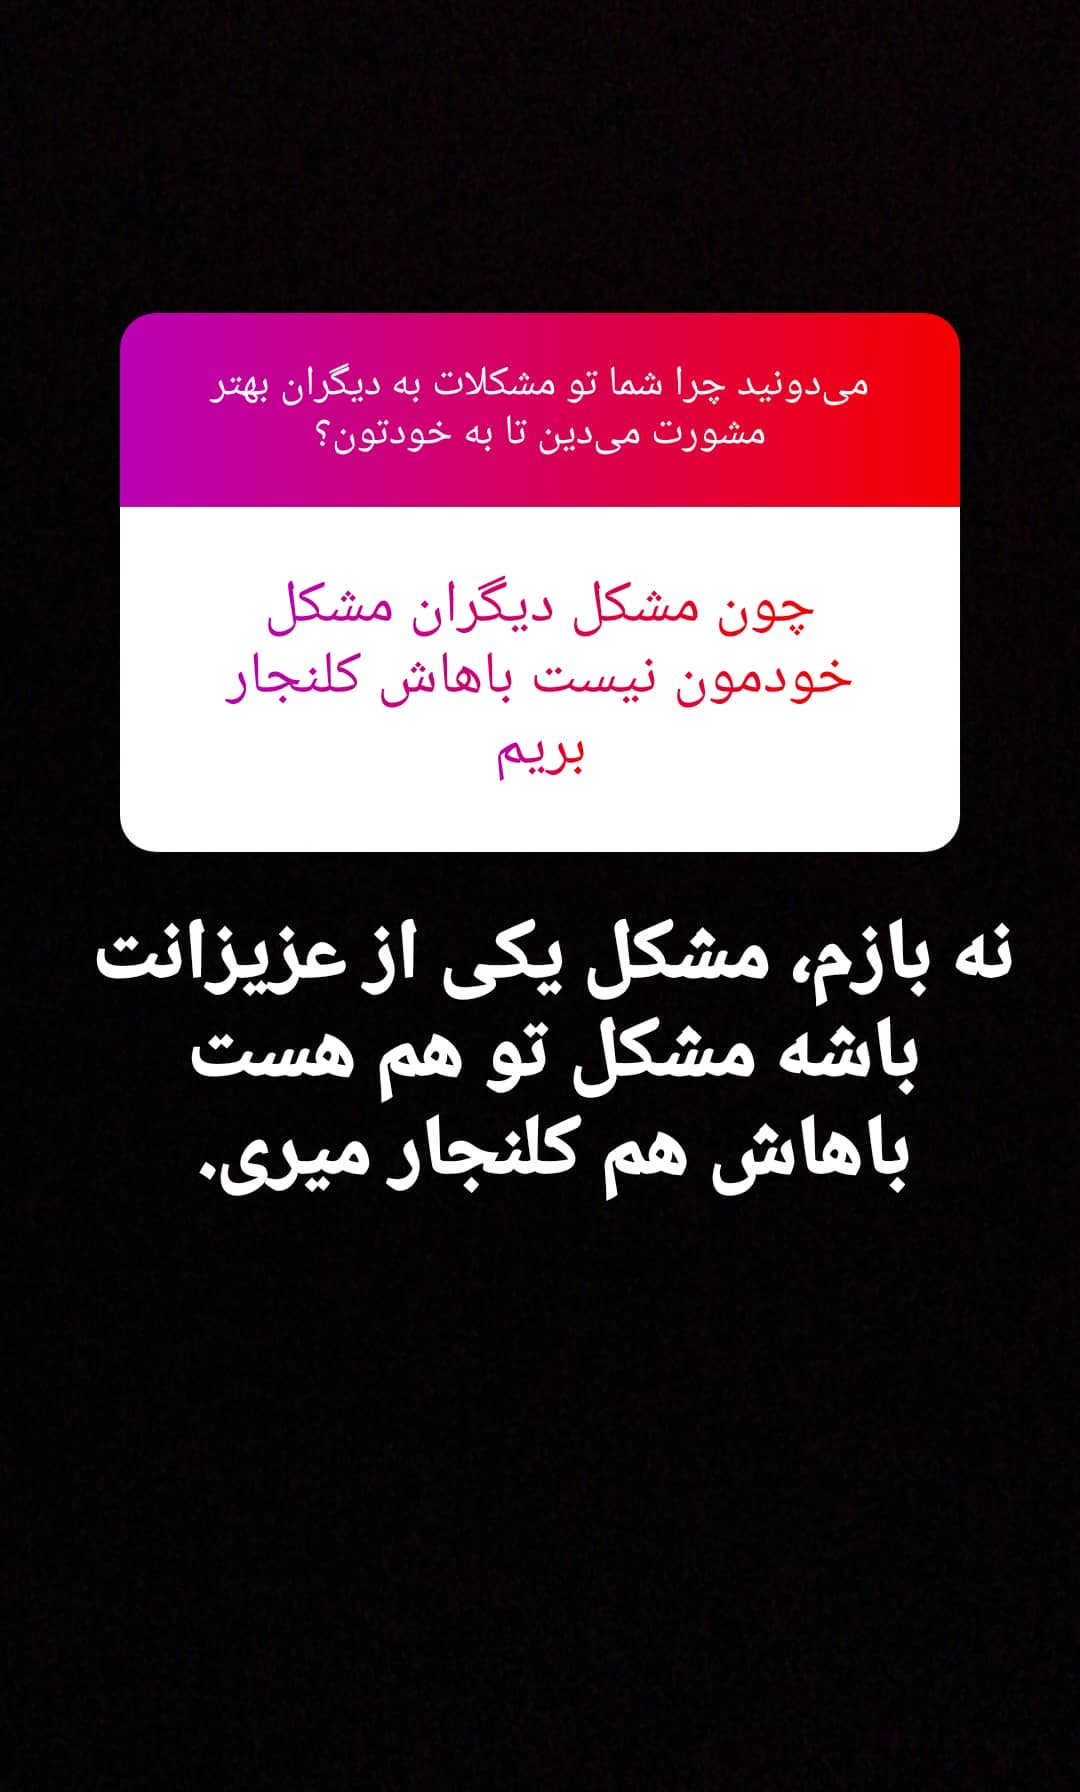 می‌دونید چرا شما تو مشکلات به دیگران بهتر
مشورت می‌دین تا به خودتون؟
چون مشکل دیگران مشکل
خودمون نیست باهاش کلنجار
بریم
نه بازم، مشکل یکی از عزیزانت
باشه مشکل تو هم هست
باهاش هم کلنجار میری.